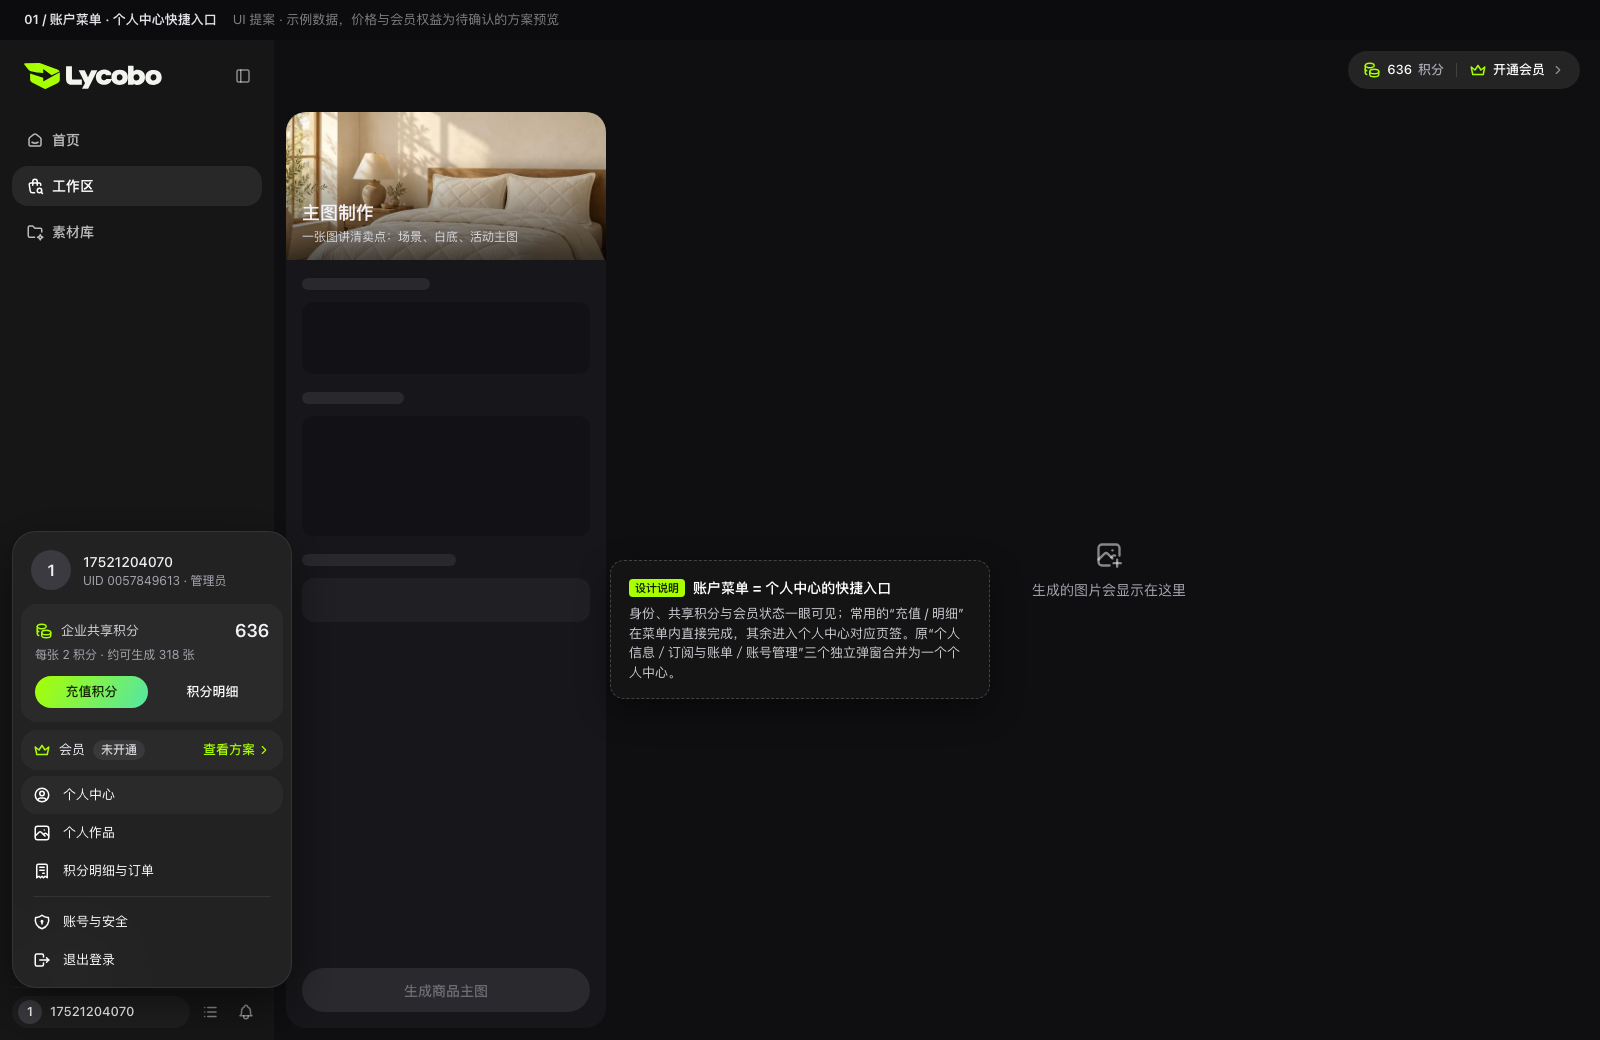 01 / 账户菜单 · 个人中心快捷入口 UI 提案 · 示例数据，价格与会员权益为待确认的方案预览
Lycobo
636 积分 开通会员
首页
工作区
素材库
主图制作
一张图讲清卖点：场景、白底、活动主图
生成的图片会显示在这里
设计说明 账户菜单 = 个人中心的快捷入口
身份、共享积分与会员状态一眼可见；常用的“充值 / 明细”
在菜单内直接完成，其余进入个人中心对应页签。原“个人
信息 / 订阅与账单 / 账号管理”三个独立弹窗合并为一个个
人中心。
1
17521204070
UID 0057849613 · 管理员
企业共享积分 636
每张 2 积分 · 约可生成 318 张
充值积分 积分明细
会员 未开通 查看方案
个人中心
个人作品
积分明细与订单
账号与安全
退出登录
生成商品主图
1 17521204070